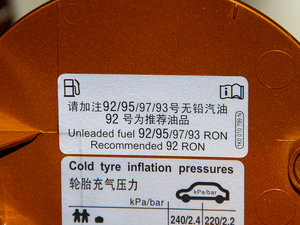 请加注92/95/97/93号无铅汽油
92 号为推荐油品
Unleaded fuel 92/95/97/93 RON
Recommended 92 RON
Cold tyre inflation pressures
轮胎充气压力
kPa/bar
kPa/bar
240/2.4 220/2.2